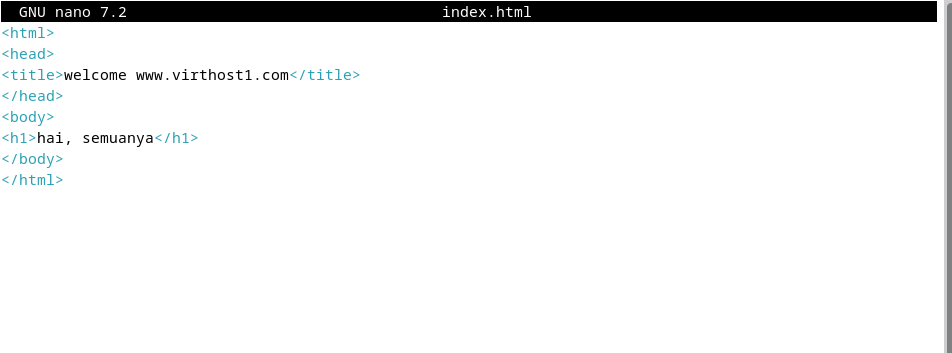 GNU nano 7.2 index.html
<html>
<head>
<title>welcome www.virthost1.com</title>
</head>
<body>
<h1>hai, semuanya</h1>
</body>
</html>